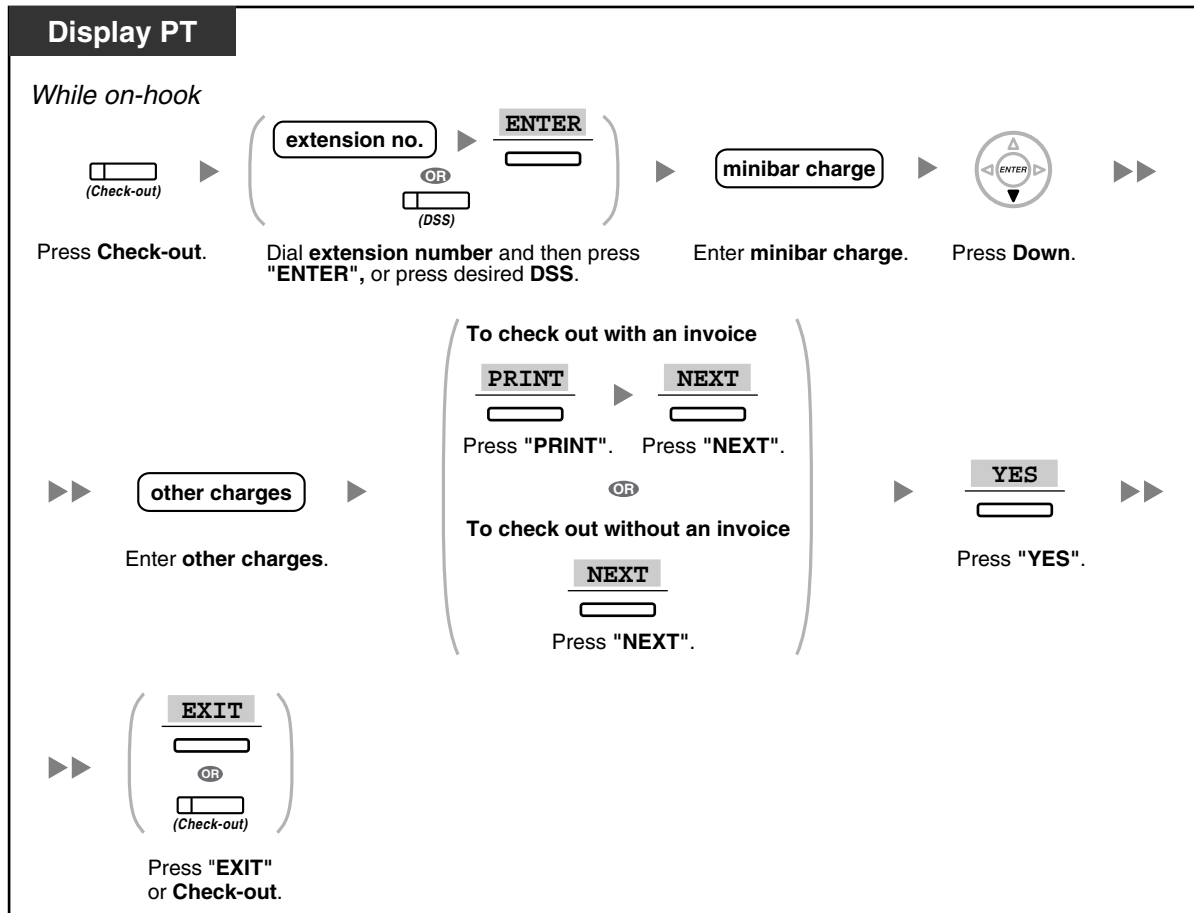 Display PT
While on-hook
(Check-out)
extension no.
ENTER
OR
(DSS)
minibar charge
ENTER
Press Check-out.
Dial extension number and then press
"ENTER", or press desired DSS.
Enter minibar charge.
Press Down.
other charges
Enter other charges.
To check out with an invoice
PRINT
NEXT
Press "PRINT".
Press "NEXT".
OR
To check out without an invoice
NEXT
Press "NEXT".
YES
Press "YES".
EXIT
OR
(Check-out)
Press "EXIT"
or Check-out.